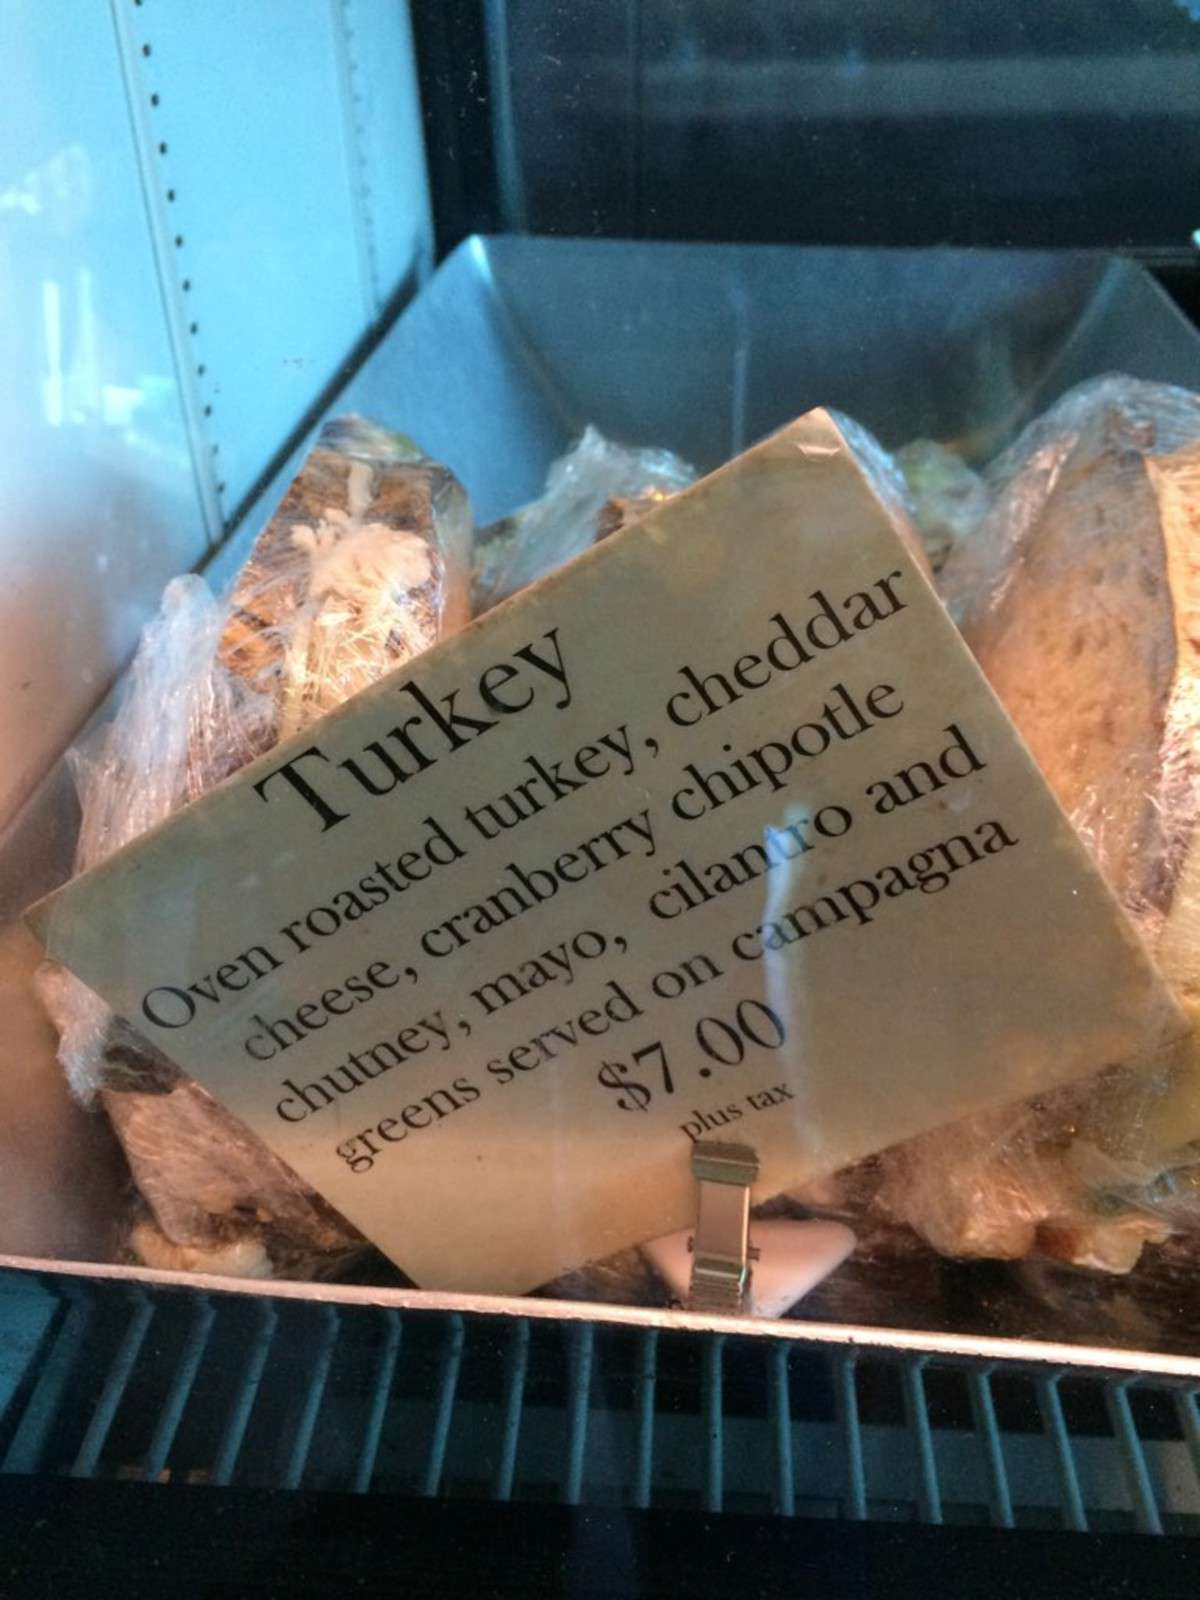 Turkey
Oven roasted turkey, cheddar
cheese, cranberry chipotle
chutney, mayo, cilantro and
greens served on campagna
$7.00
plus tax